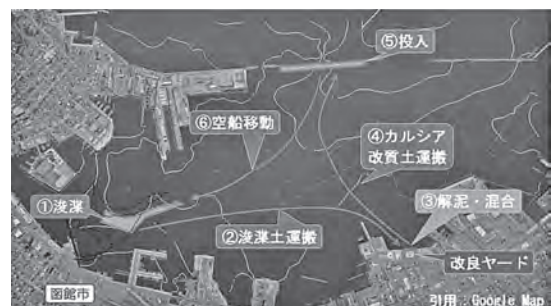 ⑤投入
⑥空船移動
④カルシア
改質土運搬
①浚渫
③解泥・混合
②浚渫土運搬
改良ヤード
函館市
引用：Google Map